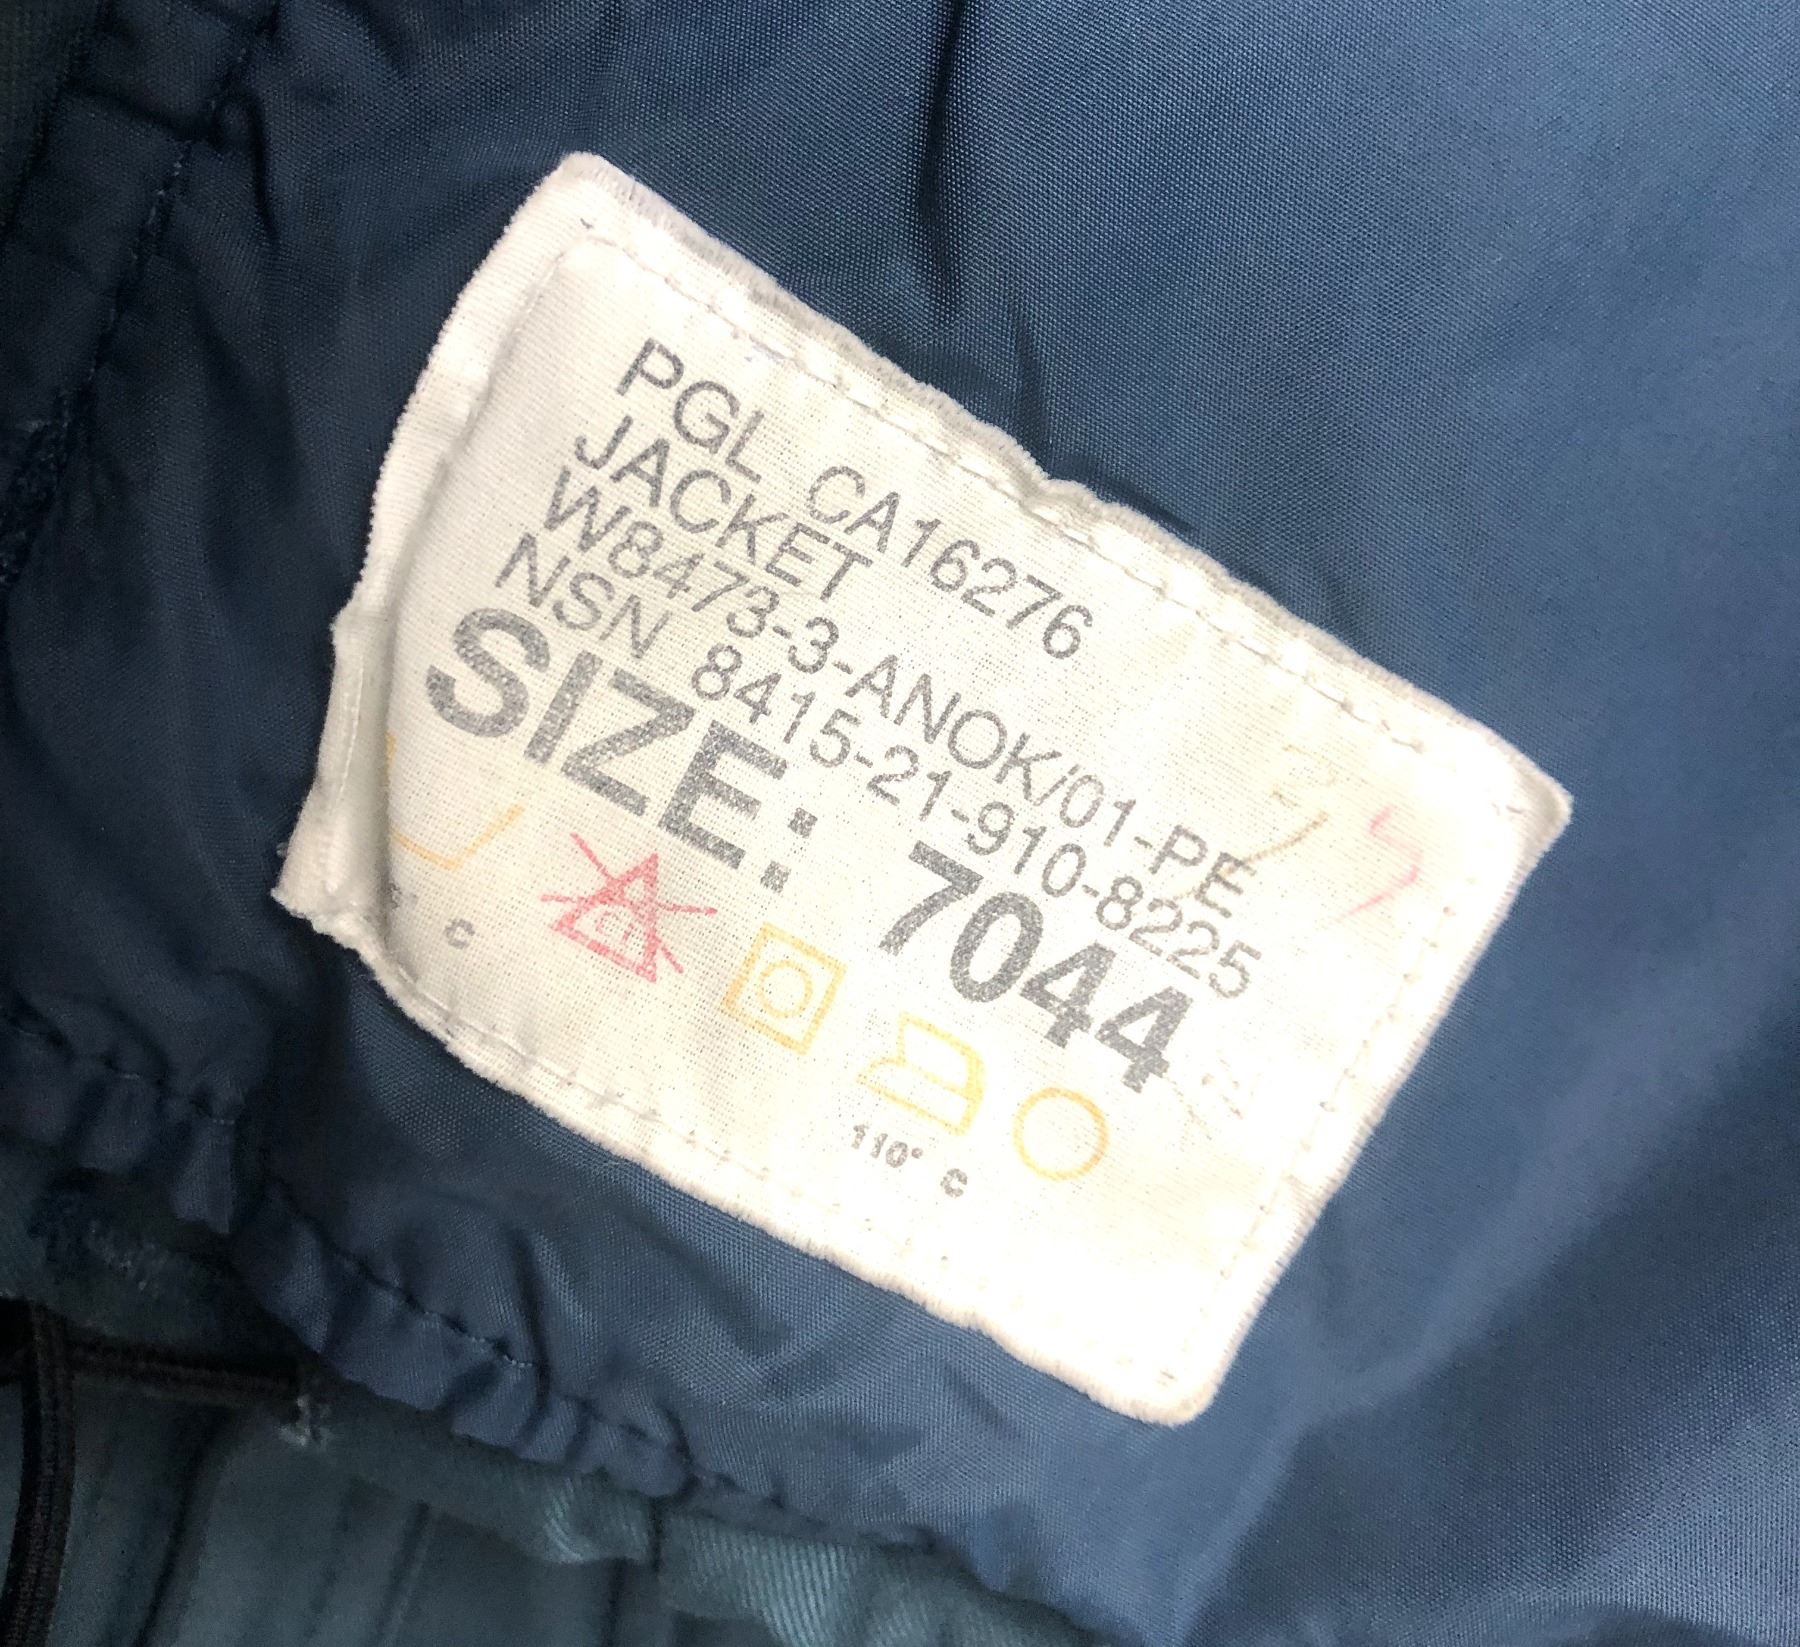 PGL CA16276
JACKET
W8473-3-ANOK/01-PE
NSN 8415-21-910-8225
SIZE: 7044
C
110° C